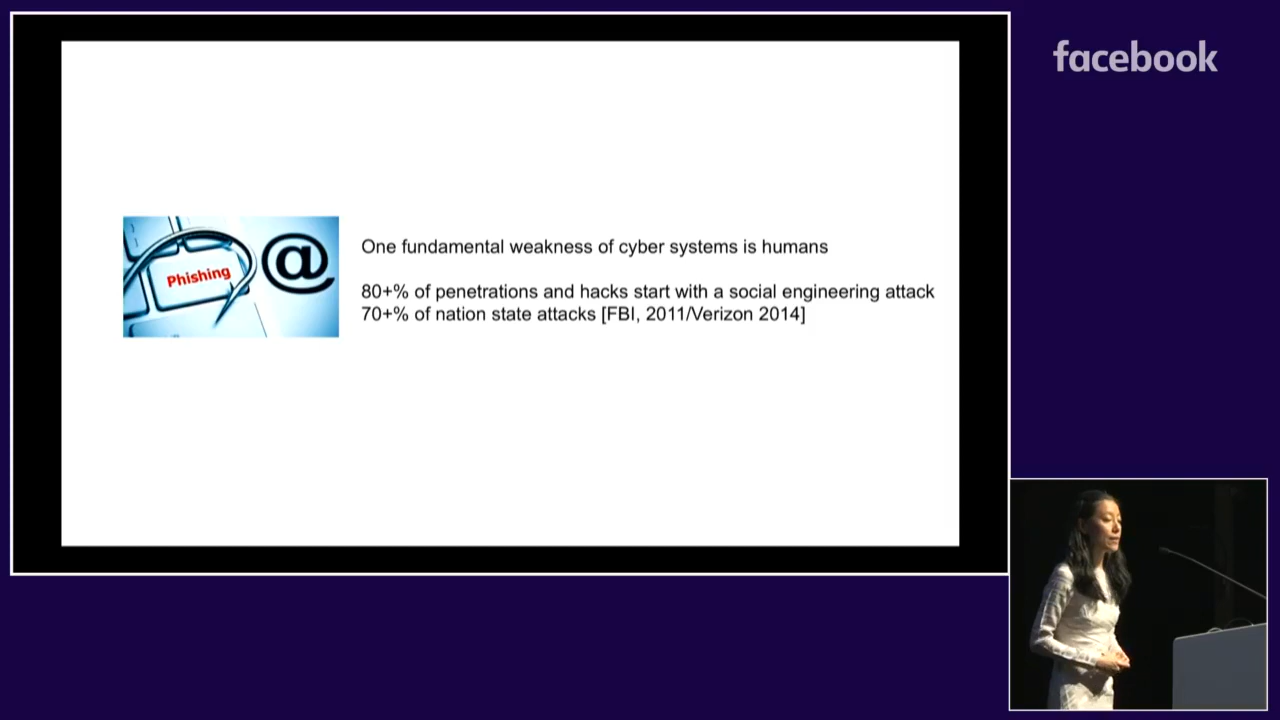 facebook
Phishing
@
One fundamental weakness of cyber systems is humans
80+% of penetrations and hacks start with a social engineering attack
70+% of nation state attacks [FBI, 2011/Verizon 2014]